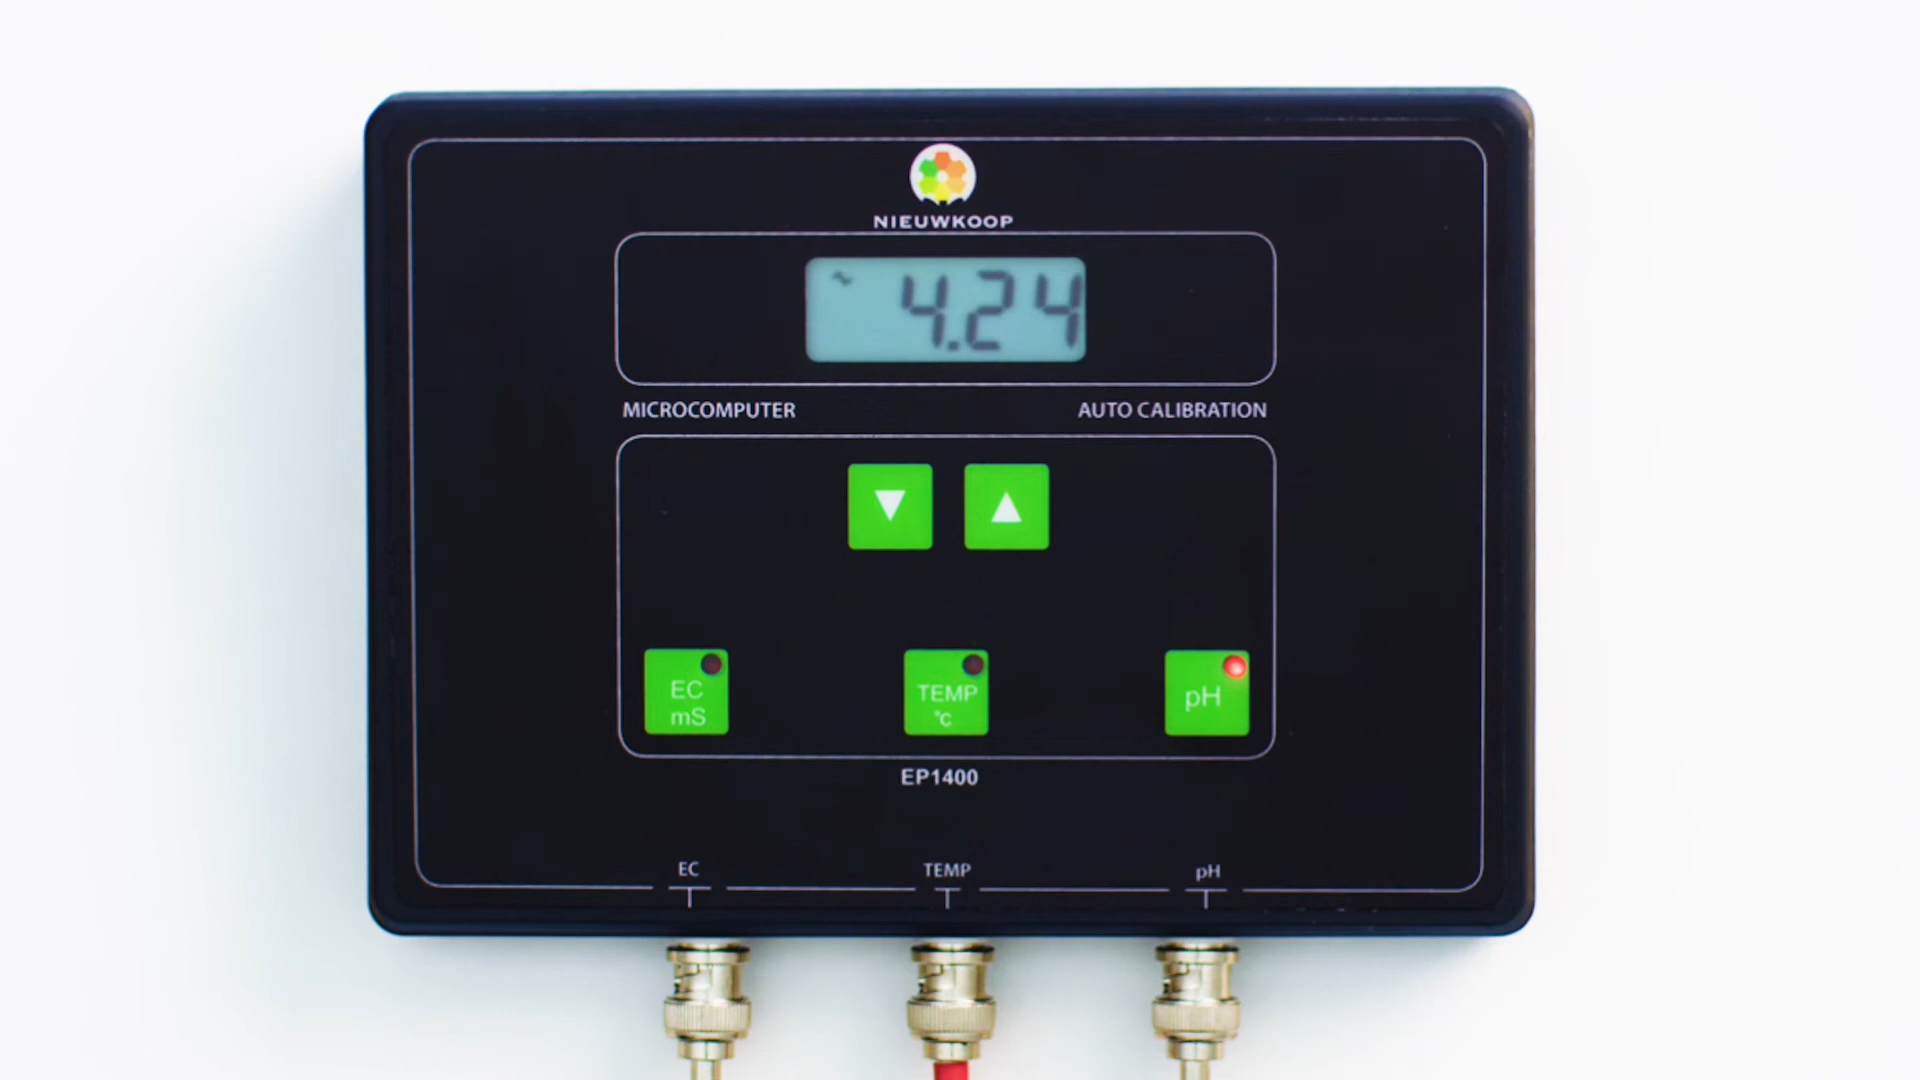 NIEUWKOOP
4.24
MICROCOMPUTER
AUTO CALIBRATION
▼ ▲
EC
mS
TEMP
°c
pH
EP1400
EC
TEMP
pH